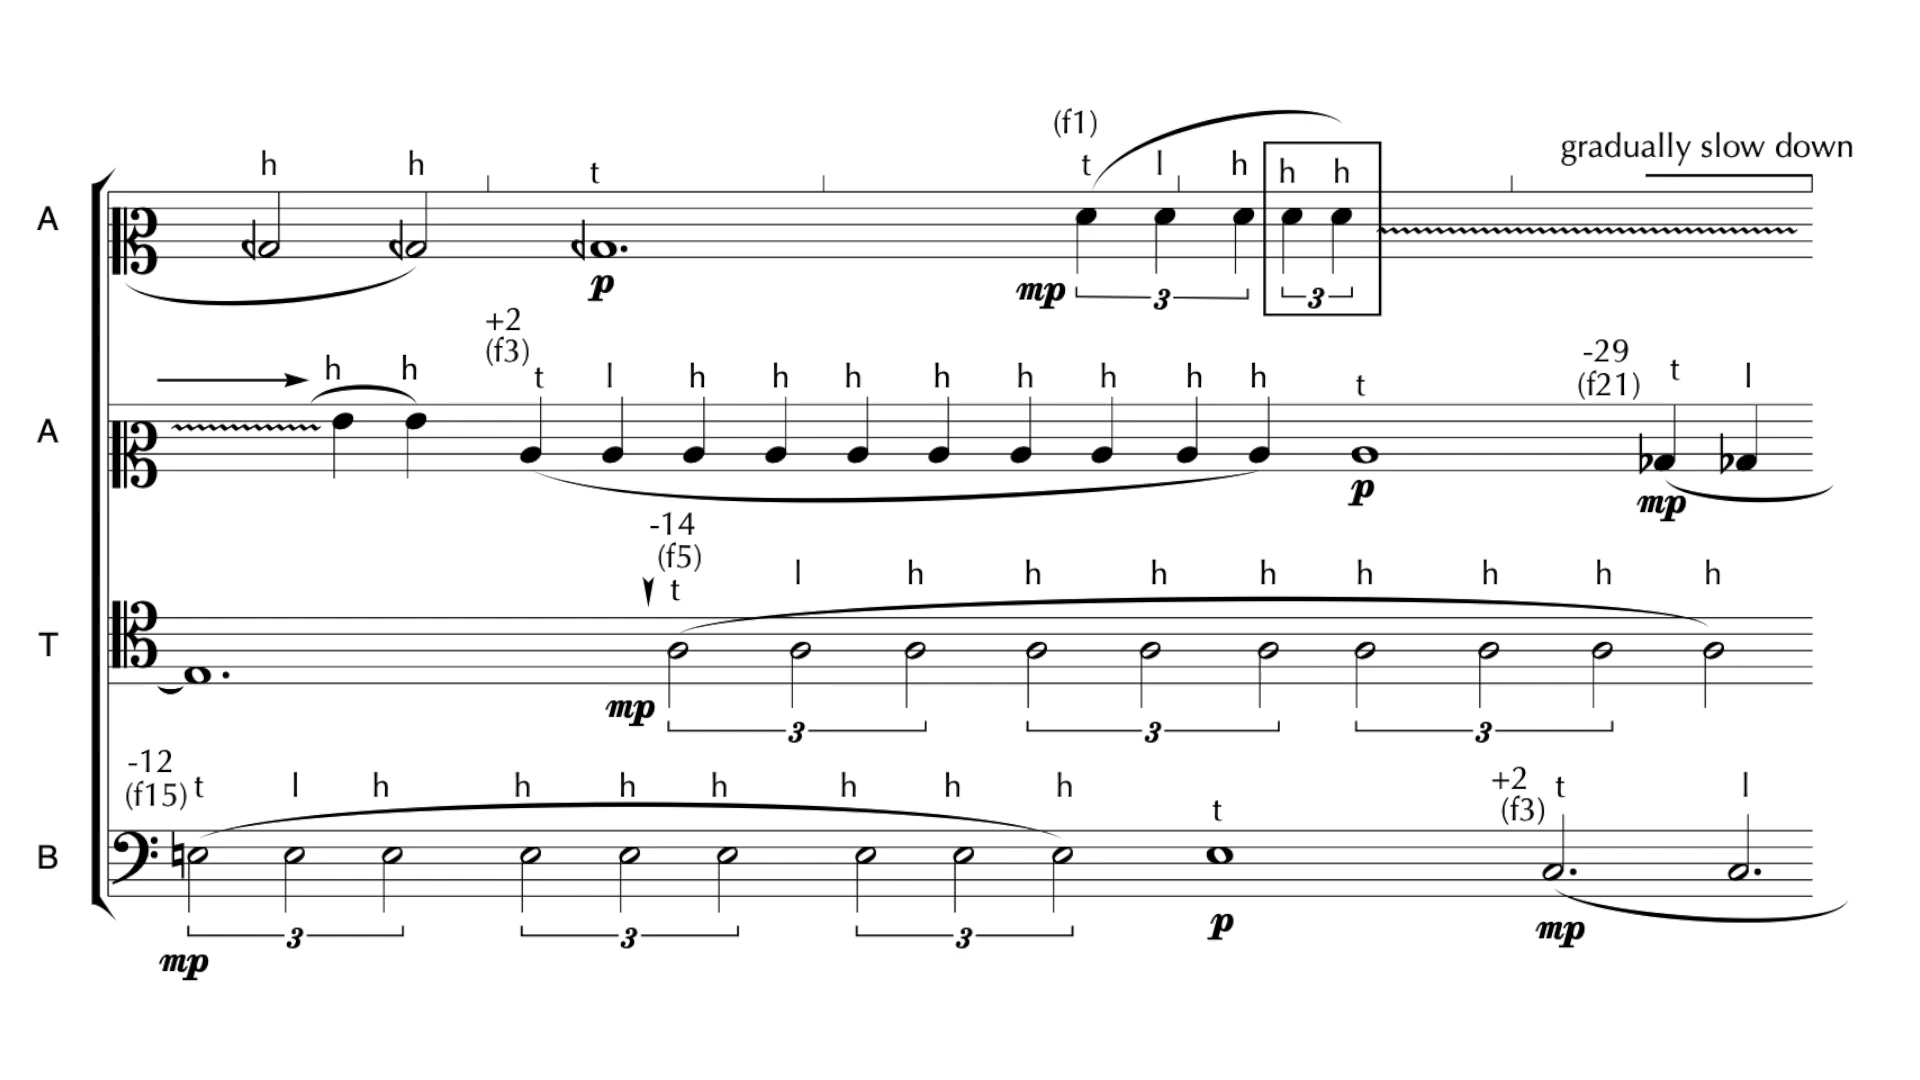 (f1)
gradually slow down
h h t t l h h h
A
p mp 3 3
+2
(f3)
-29
(f21)
h h t l h h h h h h h h t t l
A
p mp
-14
(f5)
t l h h h h h h h h
T
mp 3 3 3
-12
(f15) t l h h h h h h h t
+2
(f3) t l
B
3 3 3 p mp
mp